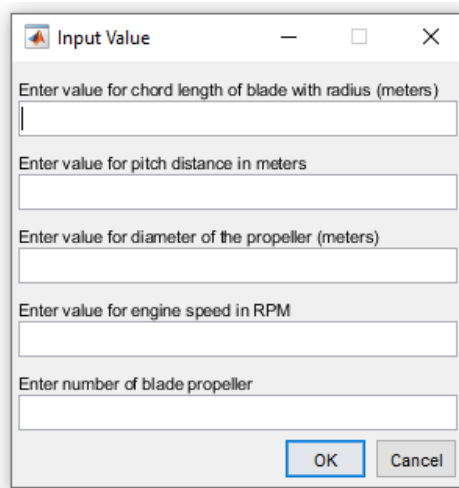 Input Value
Enter value for chord length of blade with radius (meters)
Enter value for pitch distance in meters
Enter value for diameter of the propeller (meters)
Enter value for engine speed in RPM
Enter number of blade propeller
OK Cancel